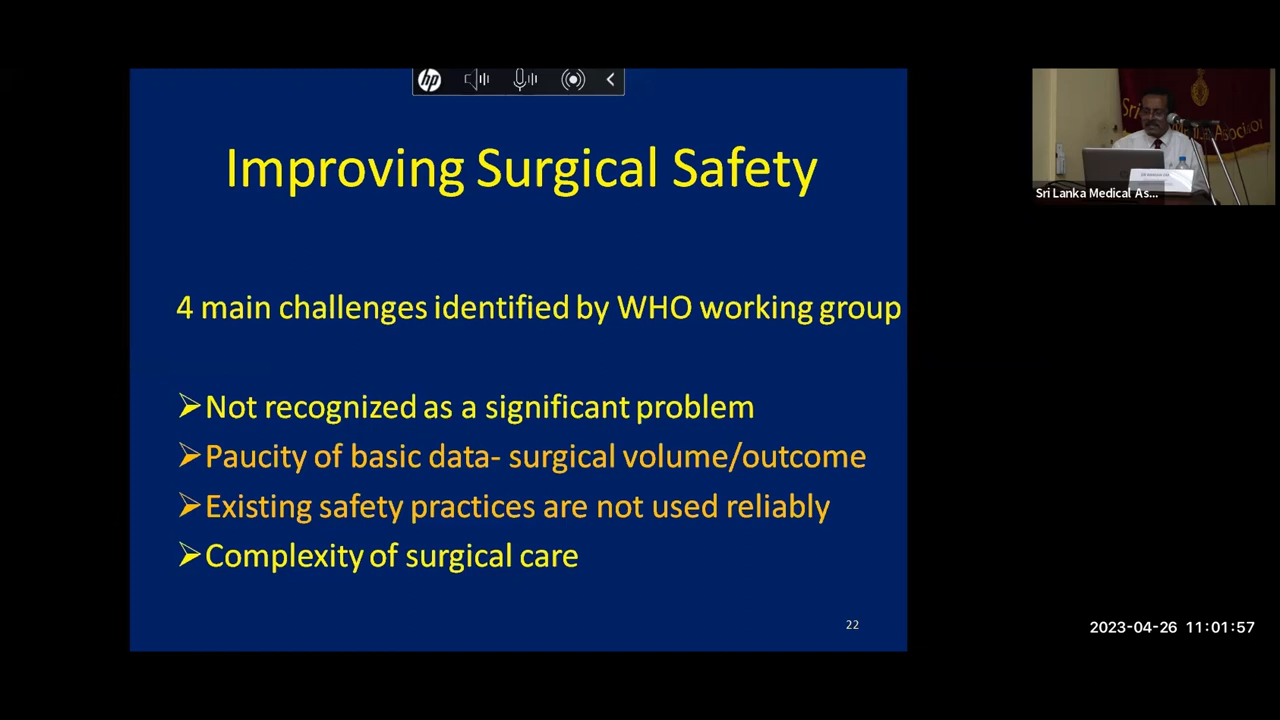 hp
Improving Surgical Safety
4 main challenges identified by WHO working group
➢Not recognized as a significant problem
➢Paucity of basic data- surgical volume/outcome
➢Existing safety practices are not used reliably
➢Complexity of surgical care
22
Sri Lanka Medical As...
2023-04-26 11:01:57